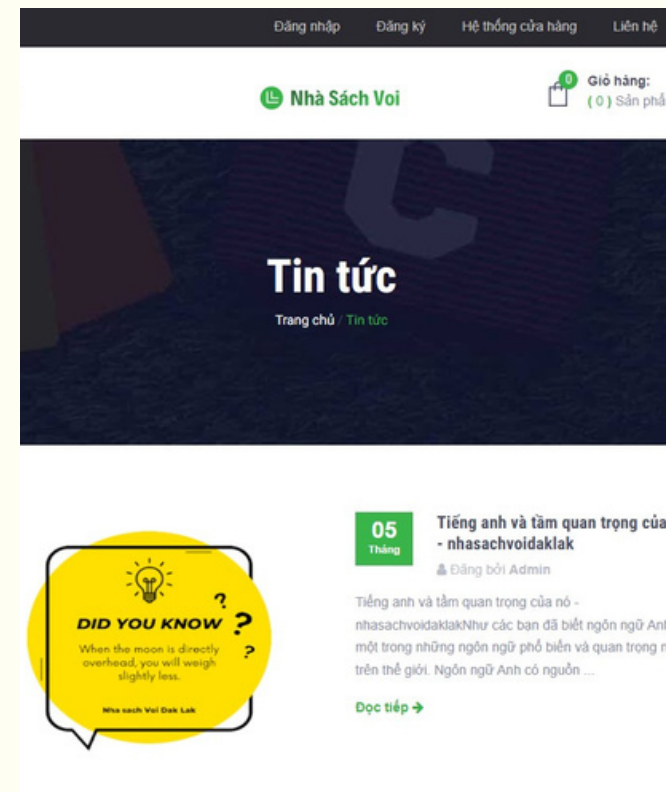 Đăng nhập Đăng ký Hệ thống cửa hàng Liên hệ
Nhà Sách Voi
0
Giỏ hàng:
( 0 ) Sản
C
Tin tức
Trang chủ / Tin tức
05
Tháng
Tiếng anh và tầm quan trọng của
- nhasachvoidaklak
Đăng bởi Admin
Tiếng anh và tầm quan trọng của nó -
nhasachvoidaklakNhư các bạn đã biết ngôn ngữ
một trong những ngôn ngữ phổ biến và quan trọng
trên thế giới. Ngôn ngữ Anh có nguồn ...
Đọc tiếp
DID YOU KNOW
? ? ?
When the moon is directly
overhead, you will weigh
slightly less.
Nha sach Voi Dak Lak